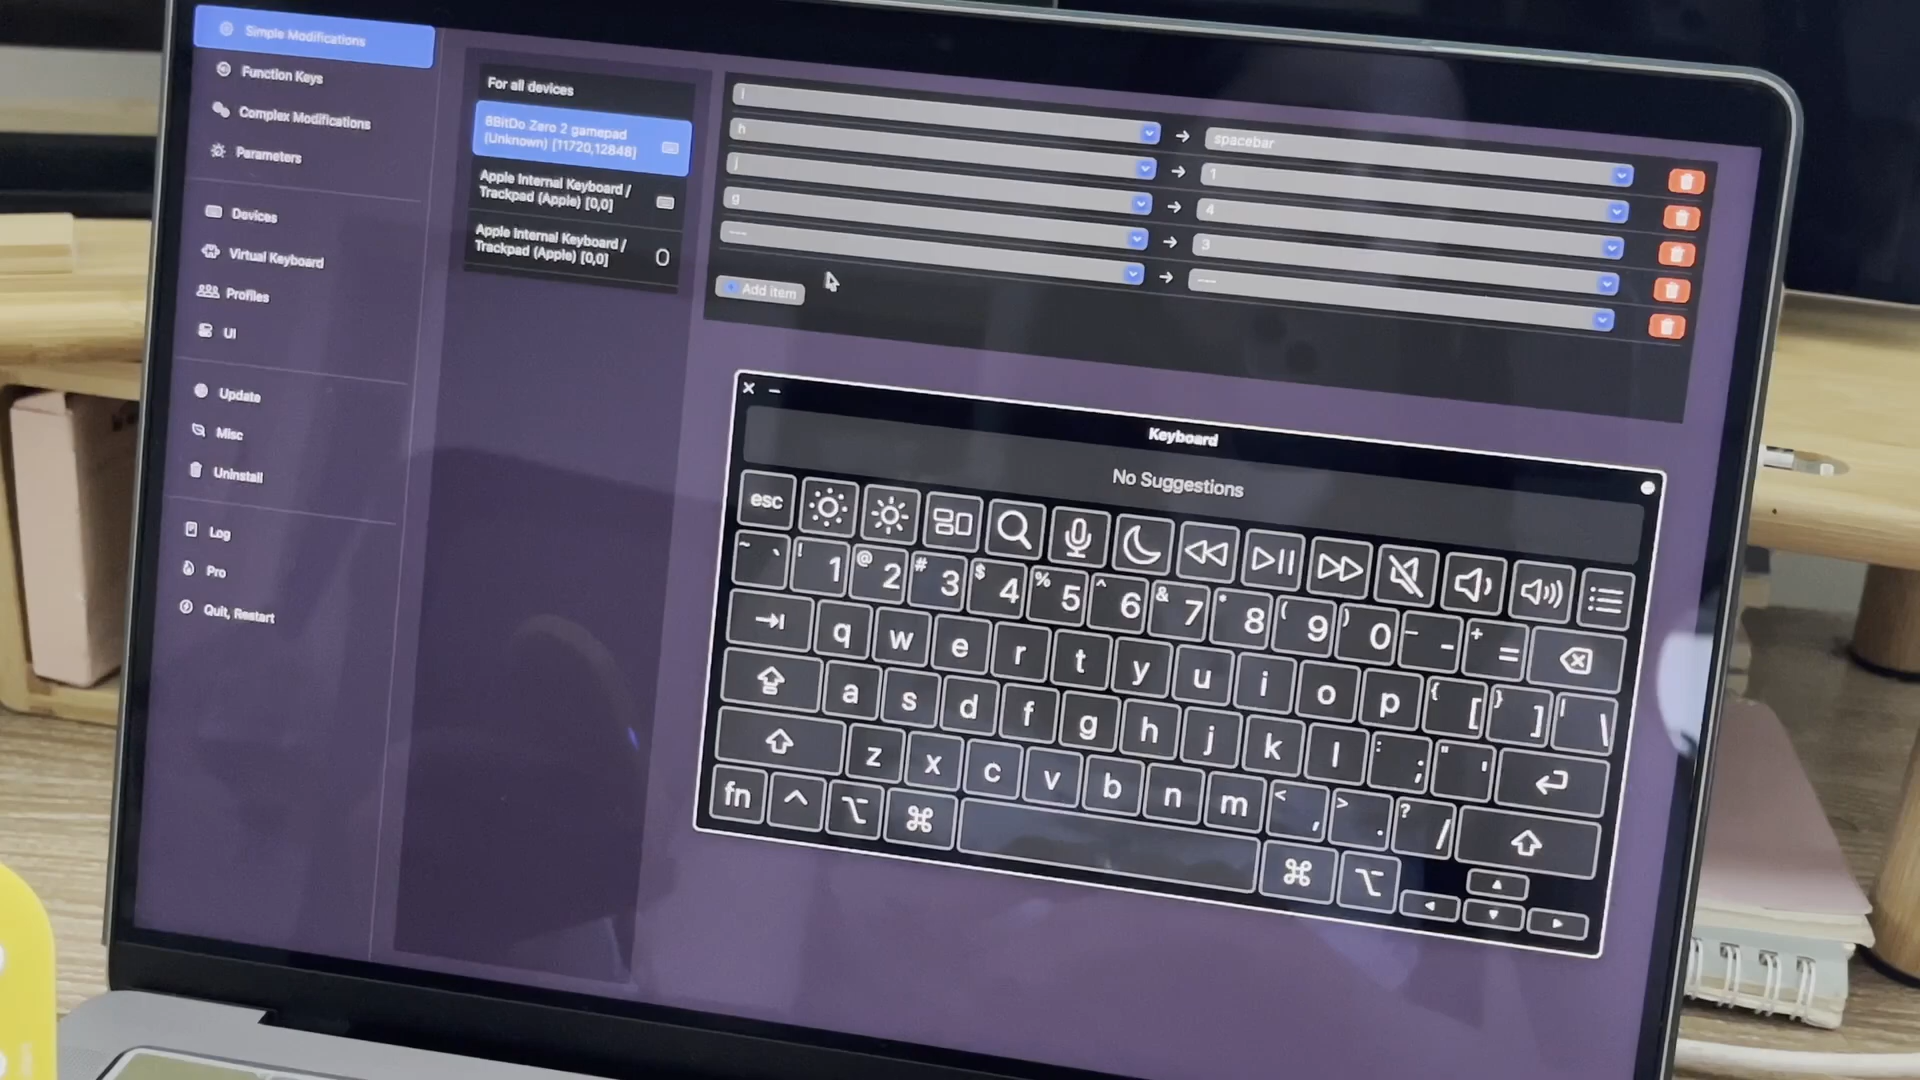 Simple Modifications
Function Keys
Complex Modifications
Parameters
Devices
Virtual Keyboard
Profiles
UI
Update
Misc
Uninstall
Log
Pro
Quit, Restart
For all devices
8BitDo Zero 2 gamepad
(Unknown) [11720,12848]
Apple Internal Keyboard /
Trackpad (Apple) [0,0]
Apple Internal Keyboard /
Trackpad (Apple) [0,0]
spacebar
h → 1
j → 4
g → 3
--- → ---
Add item
Keyboard
No Suggestions
esc
~ ` ! 1 @ 2 # 3 $ 4 % 5 ^ 6 & 7 * 8 ( 9 ) 0 _ - + =
q w e r t y u i o p { [ } ] | \
a s d f g h j k l : ; " '
z x c v b n m < , > . ? /
fn ^ ⌥ ⌘ ⌘ ⌥